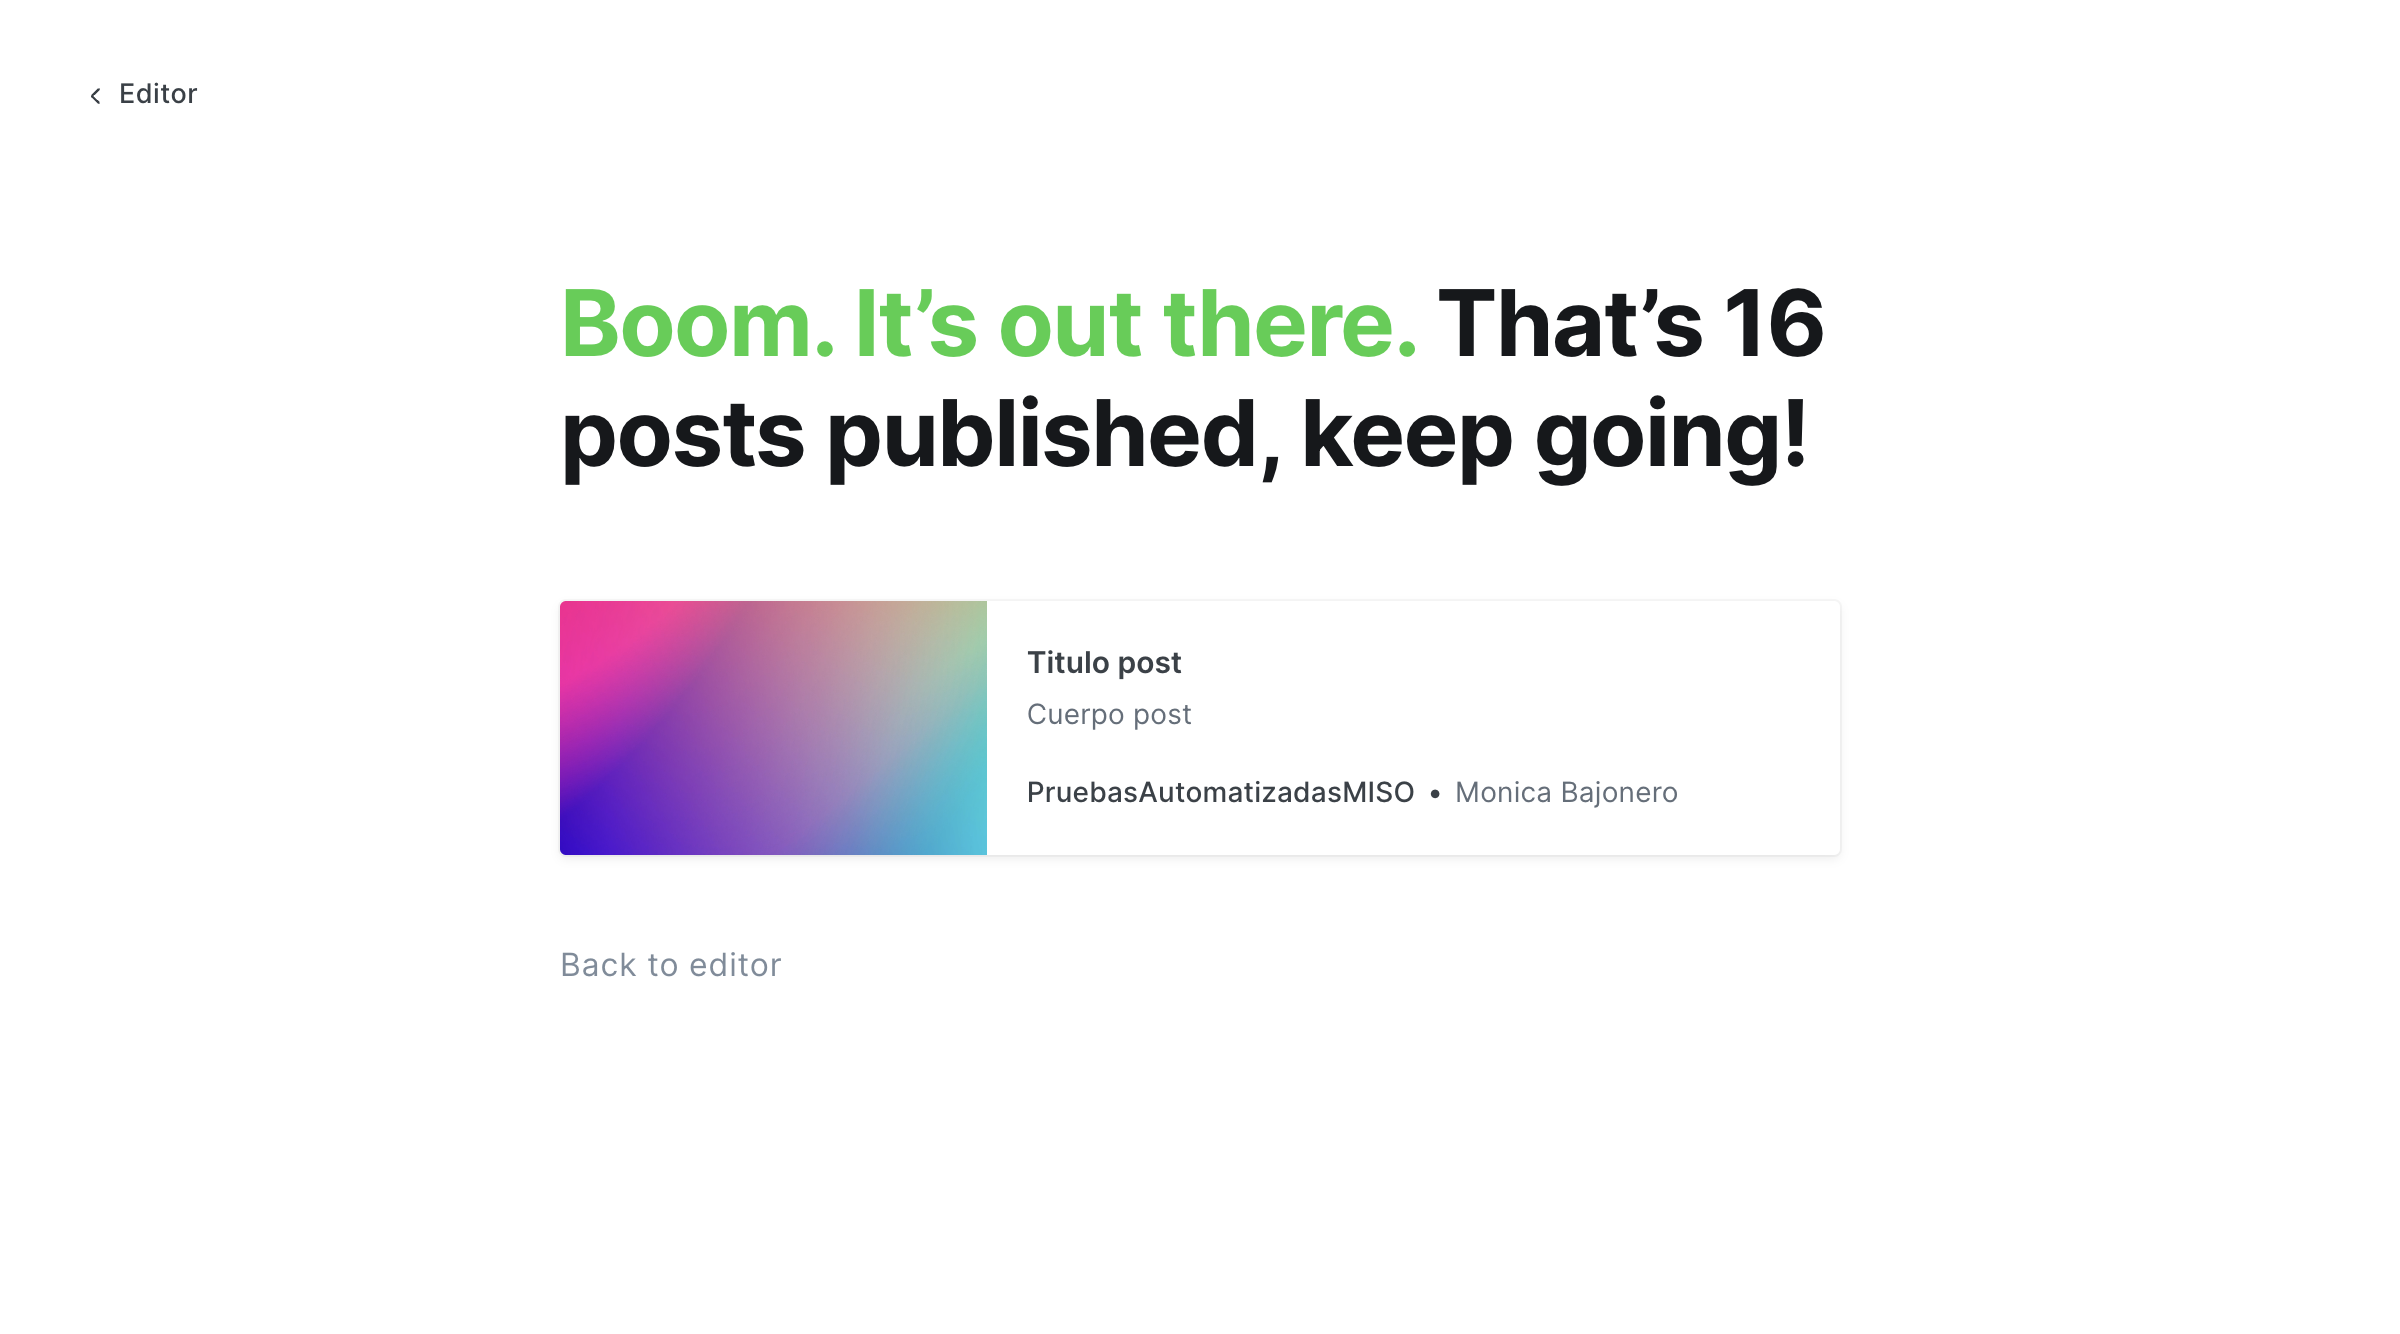 Editor
Boom. It’s out there. That’s 16
posts published, keep going!
Titulo post
Cuerpo post
PruebasAutomatizadasMISO • Monica Bajonero
Back to editor